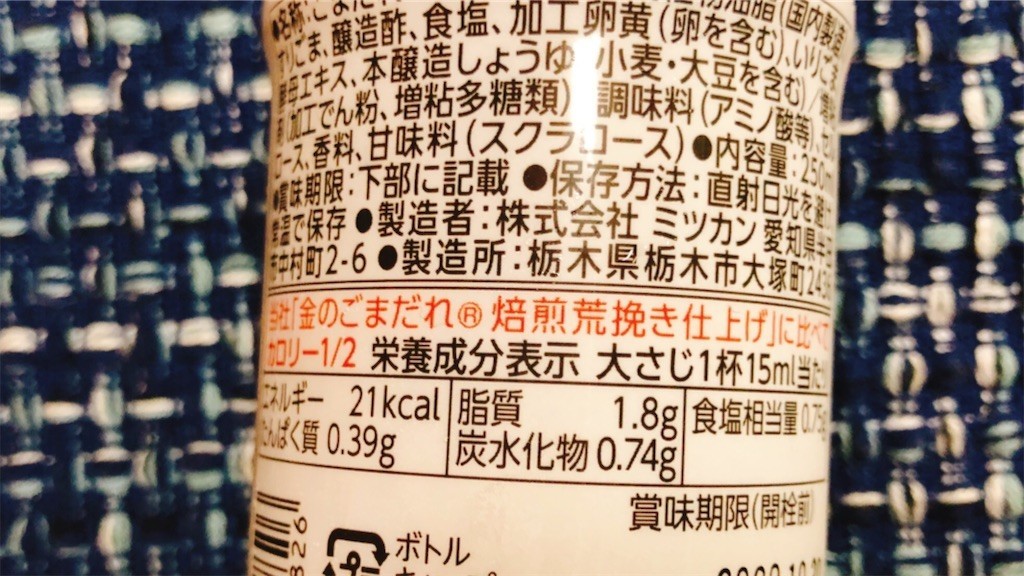 ●名称:ごまだれ 油脂(国内製造
すりごま、醸造酢、食塩、加工卵黄(卵を含む)、いりごま
酵母エキス、本醸造しょうゆ 小麦・大豆を含む)/増粘
(加工でん粉、増粘多糖類) 調味料(アミノ酸等)、
ロース、香料、甘味料(スクラロース) ●内容量:250ml
●賞味期限:下部に記載 ●保存方法:直射日光を避
常温で保存 ●製造者:株式会社 ミツカン 愛知県半
市中村町2-6 ●製造所:栃木県栃木市大塚町24
当社「金のごまだれ® 焙煎荒挽き仕上げ」に比べて
カロリー1/2 栄養成分表示 大さじ1杯15ml当たり
エネルギー 21kcal 脂質 1.8g 食塩相当量 0.75g
たんぱく質 0.39g 炭水化物 0.74g
賞味期限(開栓前)
826
ボトル